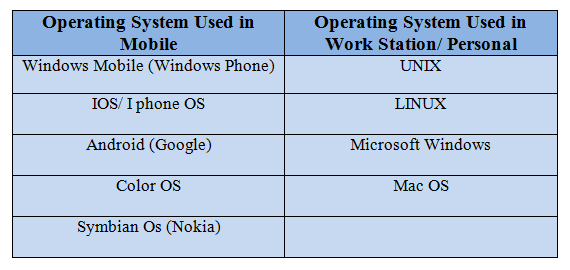 Operating System Used in
Mobile
Operating System Used in
Work Station/ Personal
Windows Mobile (Windows Phone)
UNIX
IOS/ I phone OS
LINUX
Android (Google)
Microsoft Windows
Color OS
Mac OS
Symbian Os (Nokia)